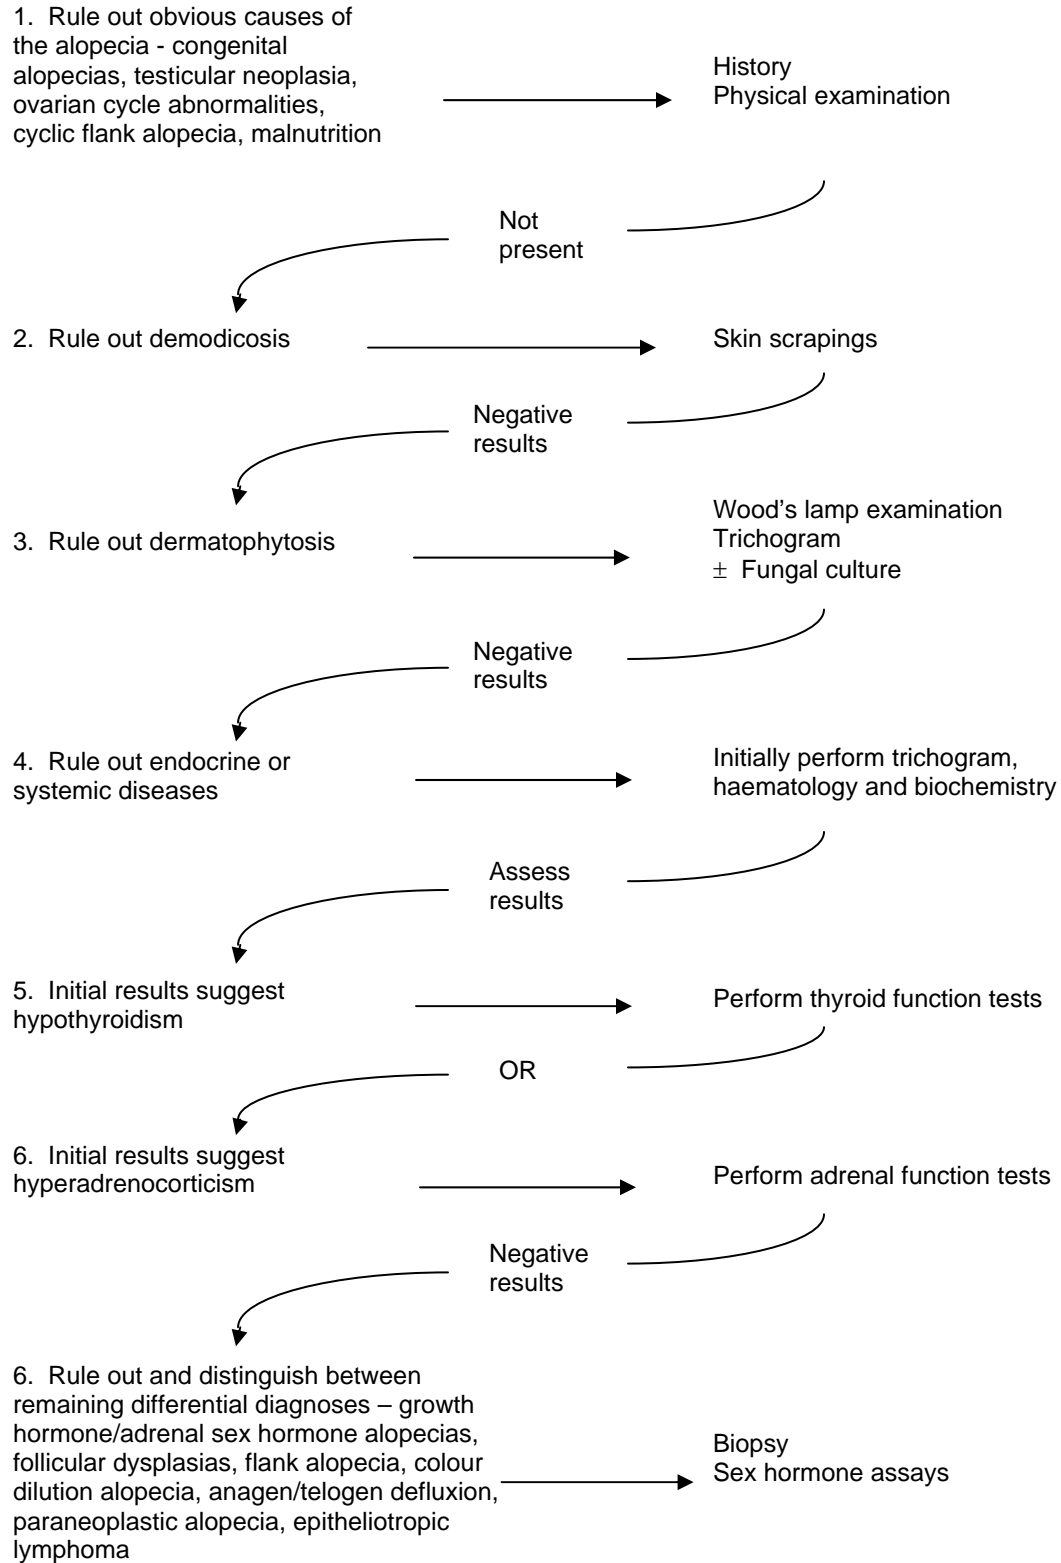 1. Rule out obvious causes of
the alopecia - congenital
alopecias, testicular neoplasia,
ovarian cycle abnormalities,
cyclic flank alopecia, malnutrition
History
Physical examination
Not
present
2. Rule out demodicosis
Skin scrapings
Negative
results
3. Rule out dermatophytosis
Wood's lamp examination
Trichogram
± Fungal culture
Negative
results
4. Rule out endocrine or
systemic diseases
Initially perform trichogram,
haematology and biochemistry
Assess
results
5. Initial results suggest
hypothyroidism
Perform thyroid function tests
OR
6. Initial results suggest
hyperadrenocorticism
Perform adrenal function tests
Negative
results
6. Rule out and distinguish between
remaining differential diagnoses – growth
hormone/adrenal sex hormone alopecias,
follicular dysplasias, flank alopecia, colour
dilution alopecia, anagen/telogen defluxion,
paraneoplastic alopecia, epitheliotropic
lymphoma
Biopsy
Sex hormone assays